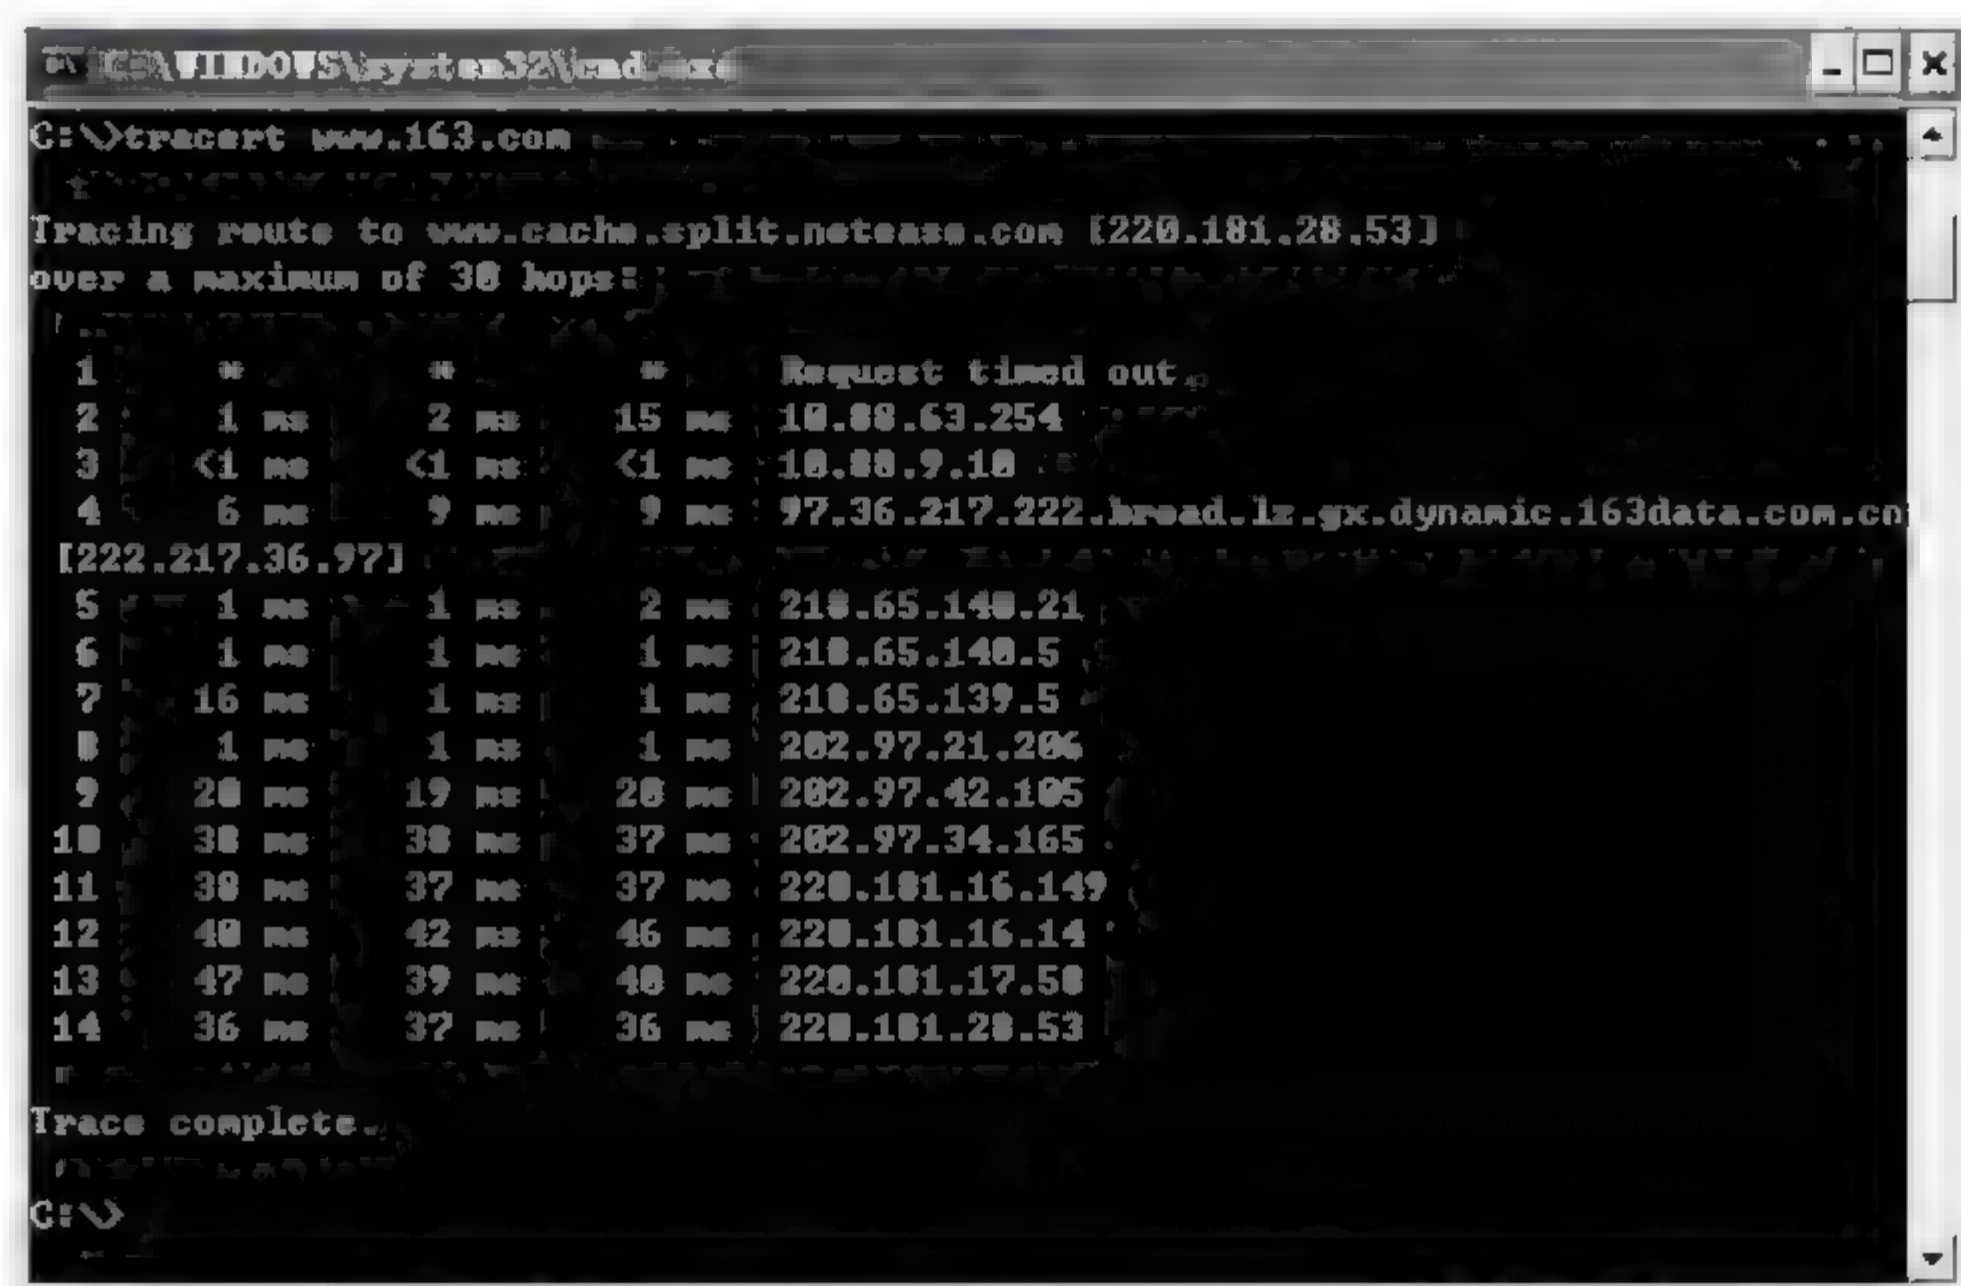 C:\WINDOWS\system32\cmd.exe
C:\>tracert www.163.com
Tracing route to www.cache.split.netease.com [220.181.28.53]
over a maximum of 30 hops:
1 * * * Request timed out.
2 1 ms 2 ms 15 ms 10.88.63.254
3 <1 ms <1 ms <1 ms 10.88.9.10
4 6 ms 9 ms 9 ms 97.36.217.222.broad.lz.gx.dynamic.163data.com.cn
[222.217.36.97]
5 1 ms 1 ms 2 ms 218.65.140.21
6 1 ms 1 ms 1 ms 218.65.140.5
7 16 ms 1 ms 1 ms 218.65.139.5
8 1 ms 1 ms 1 ms 202.97.21.206
9 20 ms 19 ms 20 ms 202.97.42.105
10 38 ms 38 ms 37 ms 202.97.34.165
11 38 ms 37 ms 37 ms 220.181.16.149
12 40 ms 42 ms 46 ms 220.181.16.14
13 47 ms 39 ms 40 ms 220.181.17.50
14 36 ms 37 ms 36 ms 220.181.28.53
Trace complete.
C:\>